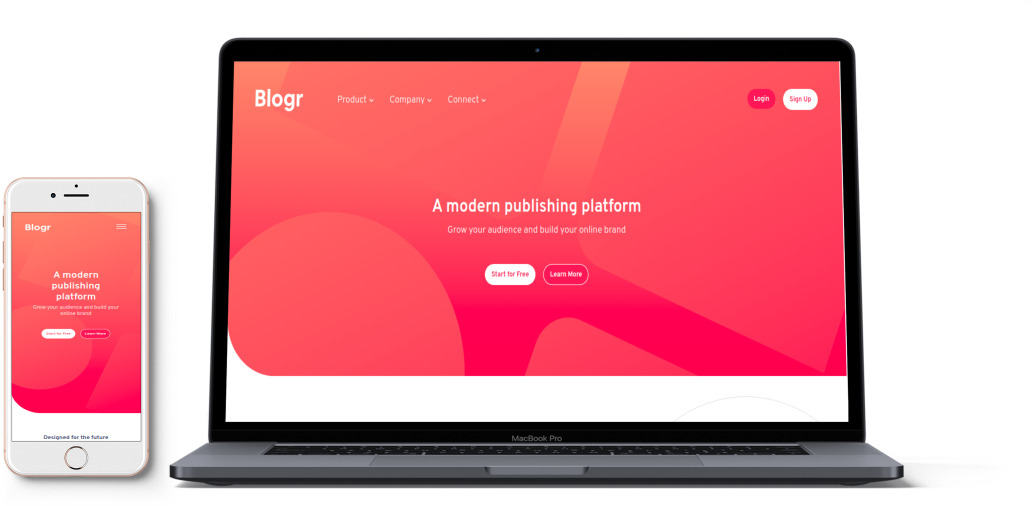 Blogr
Product Company Connect
Login Sign Up
A modern publishing platform
Grow your audience and build your online brand
Start for Free Learn More
MacBook Pro
Blogr
A modern
publishing
platform
Grow your audience and build your
online brand
Start for Free Learn More
Designed for the future